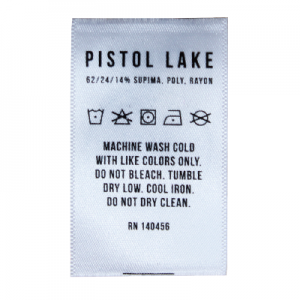 PISTOL LAKE
62/24/14% SUPIMA, POLY, RAYON
MACHINE WASH COLD
WITH LIKE COLORS ONLY.
DO NOT BLEACH. TUMBLE
DRY LOW. COOL IRON.
DO NOT DRY CLEAN.
RN 140456